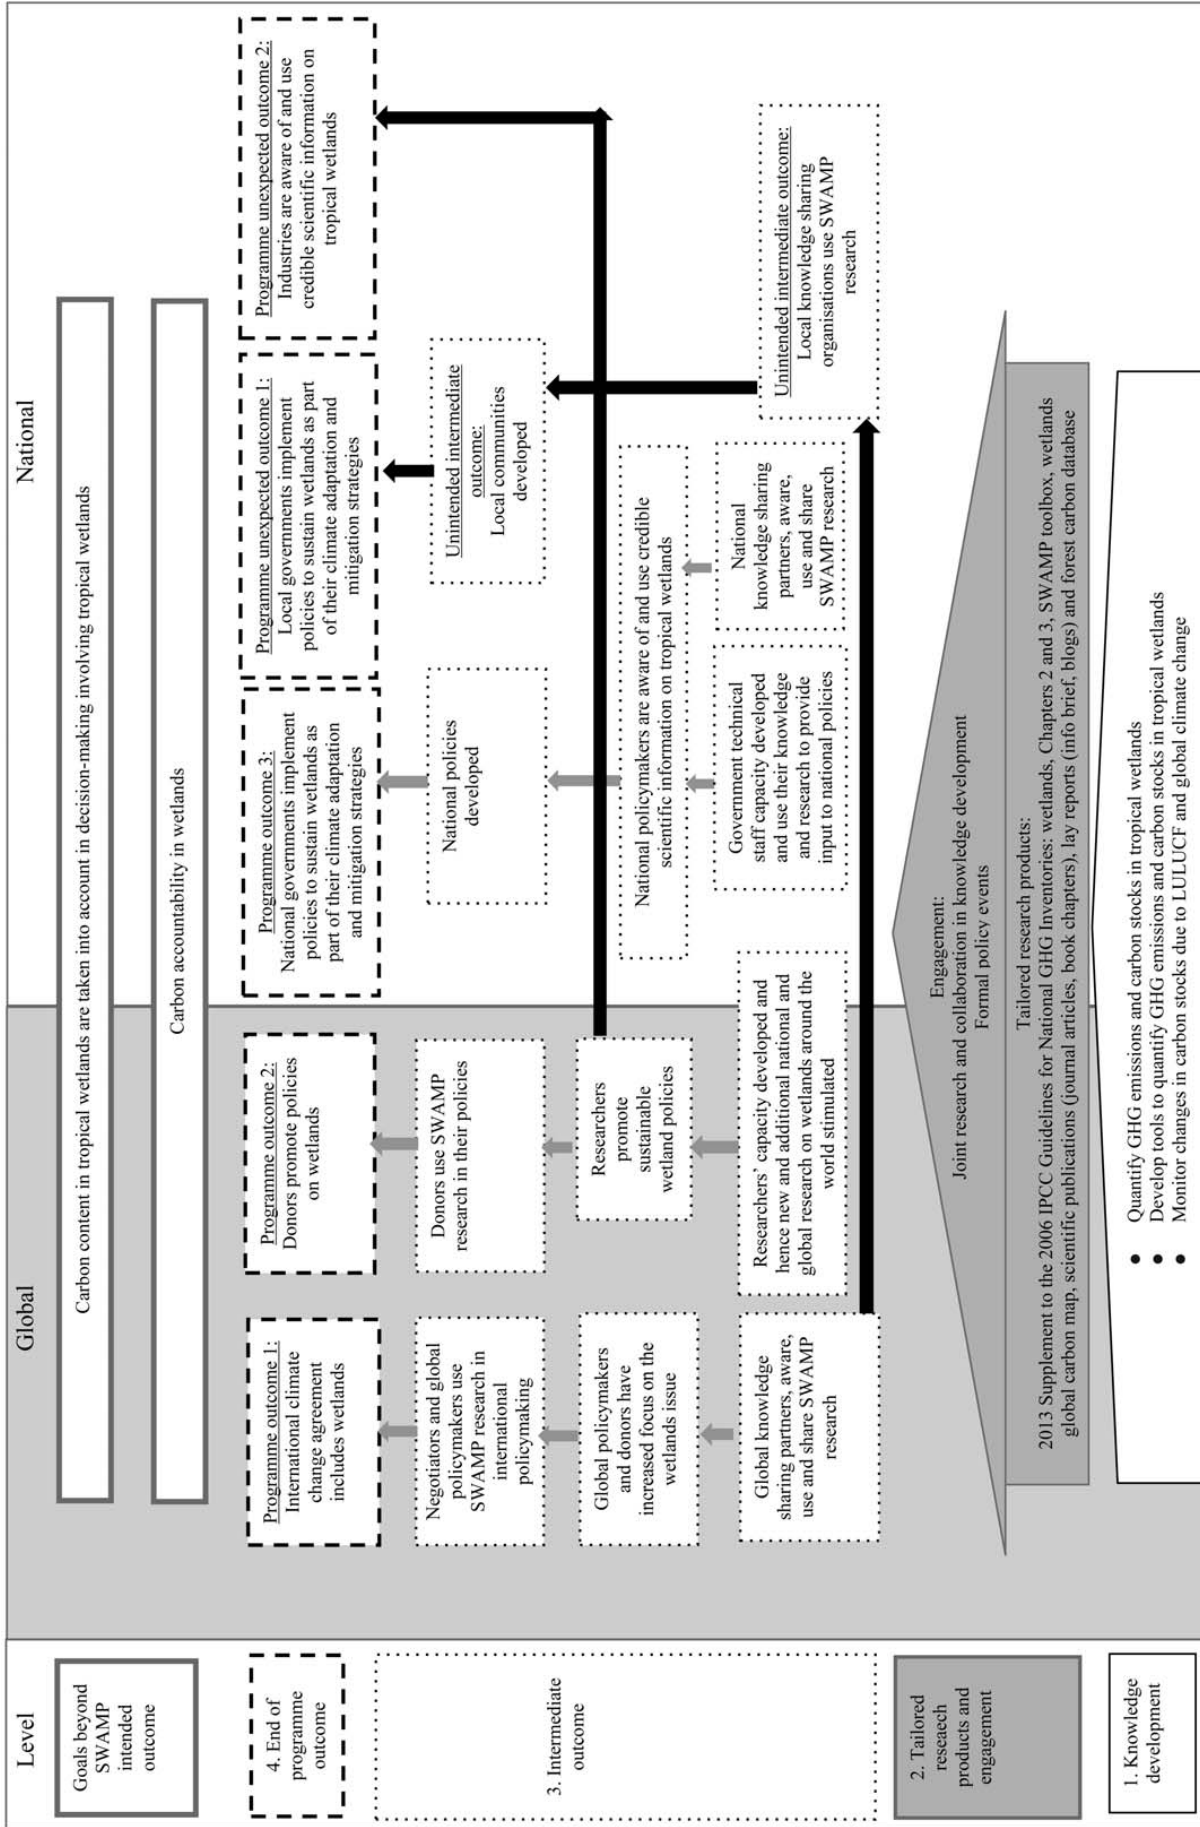 Level
Global
National
Goals beyond
SWAMP
intended
outcome
Carbon content in tropical wetlands are taken into account in decision-making involving tropical wetlands
Carbon accountability in wetlands
4. End of
programme
outcome
Programme outcome 1:
International climate
change agreement
includes wetlands
Programme outcome 2:
Donors promote policies
on wetlands
Programme outcome 3:
National governments implement
policies to sustain wetlands as
part of their climate adaptation
and mitigation strategies
Programme unexpected outcome 1:
Local governments implement
policies to sustain wetlands as part
of their climate adaptation and
mitigation strategies
Programme unexpected outcome 2:
Industries are aware of and use
credible scientific information on
tropical wetlands
3. Intermediate
outcome
Negotiators and global
policymakers use
SWAMP research in
international
policymaking
Donors use SWAMP
research in their policies
National policies
developed
Unintended intermediate
outcome:
Local communities
developed
Global policymakers
and donors have
increased focus on the
wetlands issue
Researchers
promote
sustainable
wetland policies
National policymakers are aware of and use credible
scientific information on tropical wetlands
Global knowledge
sharing partners, aware,
use and share SWAMP
research
Researchers’ capacity developed and
hence new and additional national and
global research on wetlands around the
world stimulated
Government technical
staff capacity developed
and use their knowledge
and research to provide
input to national policies
National
knowledge sharing
partners, aware,
use and share
SWAMP research
Unintended intermediate outcome:
Local knowledge sharing
organisations use SWAMP
research
2. Tailored
reseaech
products and
engagement
Engagement:
Joint research and collaboration in knowledge development
Formal policy events
Tailored research products:
2013 Supplement to the 2006 IPCC Guidelines for National GHG Inventories: wetlands, Chapters 2 and 3, SWAMP toolbox, wetlands
global carbon map, scientific publications (journal articles, book chapters), lay reports (info brief, blogs) and forest carbon database
1. Knowledge
development
● Quantify GHG emissions and carbon stocks in tropical wetlands
● Develop tools to quantify GHG emissions and carbon stocks in tropical wetlands
● Monitor changes in carbon stocks due to LULUCF and global climate change